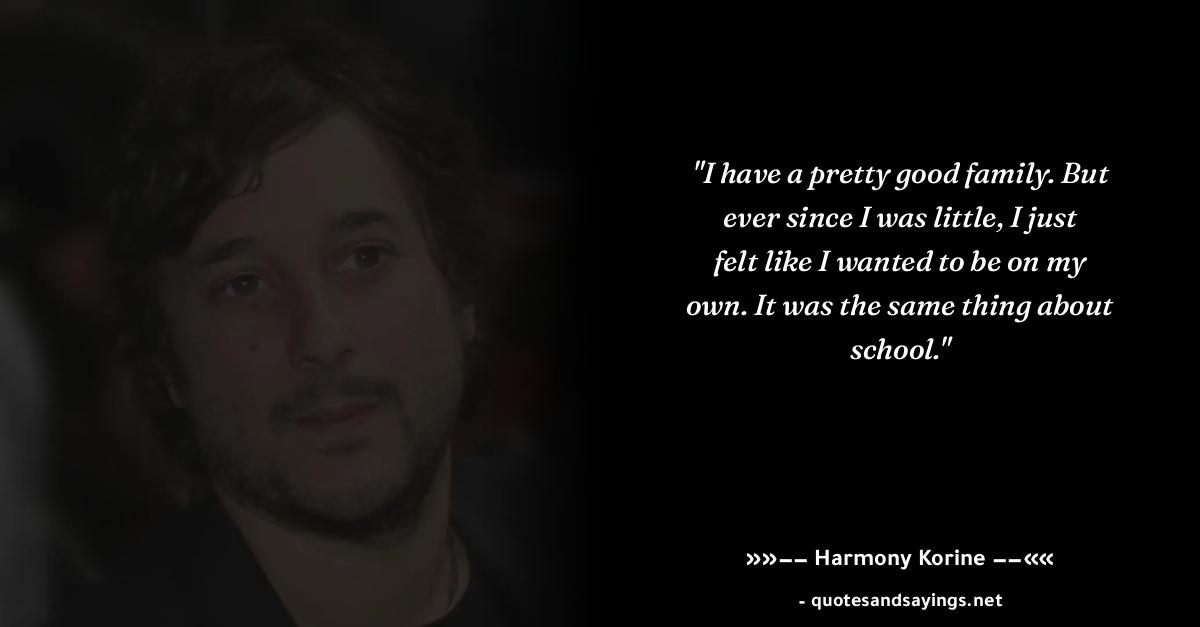 "I have a pretty good family. But
ever since I was little, I just
felt like I wanted to be on my
own. It was the same thing about
school."
»»−− Harmony Korine −−««
- quotesandsayings.net